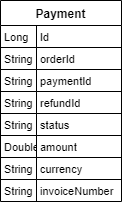 Payment
Long Id
String orderId
String paymentId
String refundId
String status
Double amount
String currency
String invoiceNumber